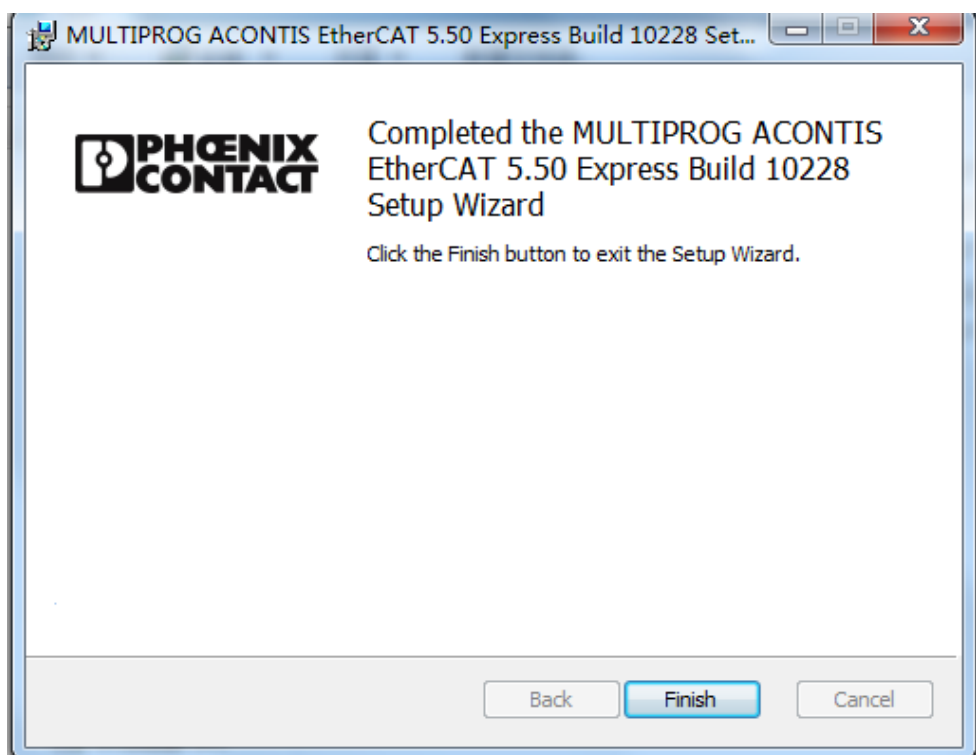 MULTIPROG ACONTIS EtherCAT 5.50 Express Build 10228 Set...
PHŒNIX
CONTACT
Completed the MULTIPROG ACONTIS
EtherCAT 5.50 Express Build 10228
Setup Wizard
Click the Finish button to exit the Setup Wizard.
Back Finish Cancel